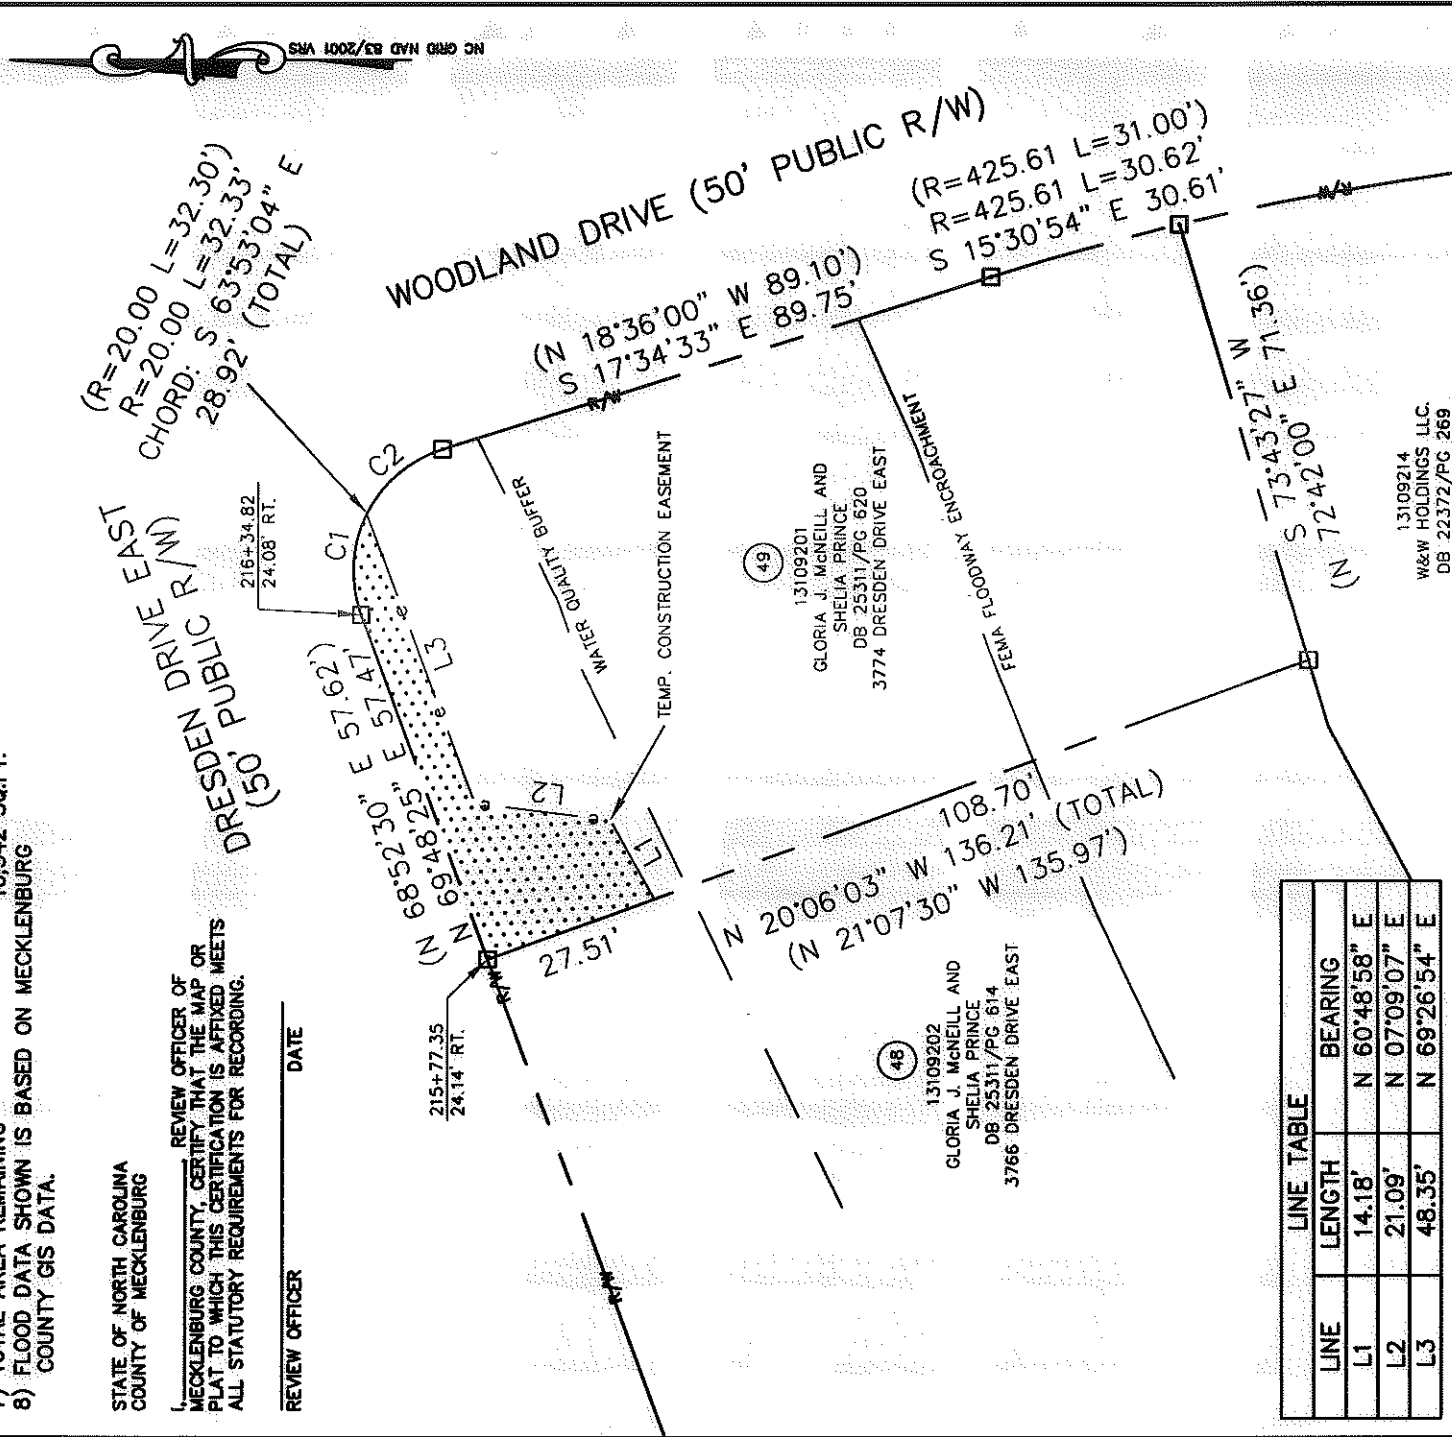 8) FLOOD DATA SHOWN IS BASED ON MECKLENBURG
COUNTY GIS DATA.
STATE OF NORTH CAROLINA
COUNTY OF MECKLENBURG
I, REVIEW OFFICER OF
MECKLENBURG COUNTY, CERTIFY THAT THE MAP OR
PLAT TO WHICH THIS CERTIFICATION IS AFFIXED MEETS
ALL STATUTORY REQUIREMENTS FOR RECORDING.
REVIEW OFFICER DATE
NC GRID NAD 83/2001 VRS
(R=20.00 L=32.30')
R=20.00 L=32.33'
CHORD: S 63°53'04" E
28.92' (TOTAL)
DRESDEN DRIVE EAST
(50' PUBLIC R/W)
WOODLAND DRIVE (50' PUBLIC R/W)
216+34.82
24.08' RT.
215+77.35
24.14' RT.
(N 68°52'30" E 57.62')
N 69°48'25" E 57.47'
C1
C2
L3
L2
L1
e
e
e
e
27.51'
R/W
R/W
R/W
R/W
(N 18°36'00" W 89.10')
S 17°34'33" E 89.75'
(R=425.61 L=31.00')
R=425.61 L=30.62'
S 15°30'54" E 30.61'
WATER QUALITY BUFFER
TEMP. CONSTRUCTION EASEMENT
49
13109201
GLORIA J. McNEILL AND
SHELIA PRINCE
DB 25311/PG 620
3774 DRESDEN DRIVE EAST
FEMA FLOODWAY ENCROACHMENT
S 73°43'27" W
(N 72°42'00" E 71.36')
13109214
W&W HOLDINGS LLC.
DB 22372/PG 269
108.70'
N 20°06'03" W 136.21' (TOTAL)
(N 21°07'30" W 135.97')
48
13109202
GLORIA J. McNEILL AND
SHELIA PRINCE
DB 25311/PG 614
3766 DRESDEN DRIVE EAST
LINE TABLE
LINE LENGTH BEARING
L1 14.18' N 60°48'58" E
L2 21.09' N 07°09'07" E
L3 48.35' N 69°26'54" E